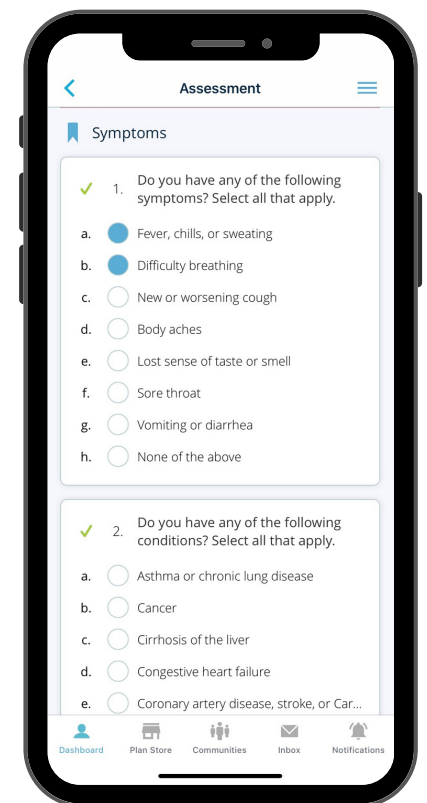 Assessment
Symptoms
1. Do you have any of the following
symptoms? Select all that apply.
a. Fever, chills, or sweating
b. Difficulty breathing
c. New or worsening cough
d. Body aches
e. Lost sense of taste or smell
f. Sore throat
g. Vomiting or diarrhea
h. None of the above
2. Do you have any of the following
conditions? Select all that apply.
a. Asthma or chronic lung disease
b. Cancer
c. Cirrhosis of the liver
d. Congestive heart failure
e. Coronary artery disease, stroke, or Car...
Dashboard Plan Store Communities Inbox Notifications